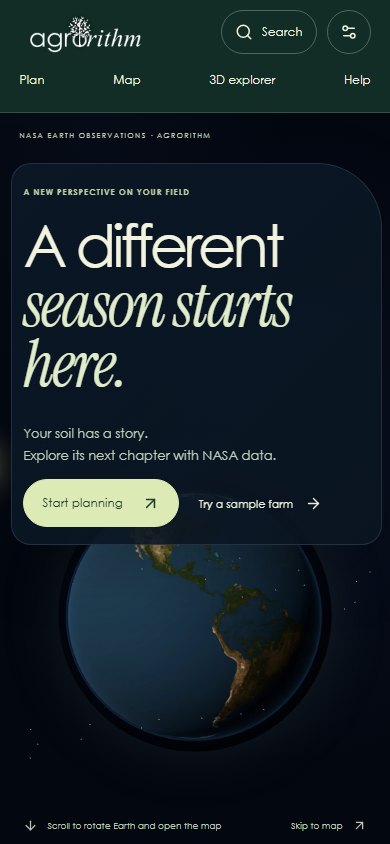 agrorithm
Search
Plan
Map
3D explorer
Help
NASA EARTH OBSERVATIONS · AGRORITHM
A NEW PERSPECTIVE ON YOUR FIELD
A different
season starts
here.
Your soil has a story.
Explore its next chapter with NASA data.
Start planning
Try a sample farm
Scroll to rotate Earth and open the map
Skip to map